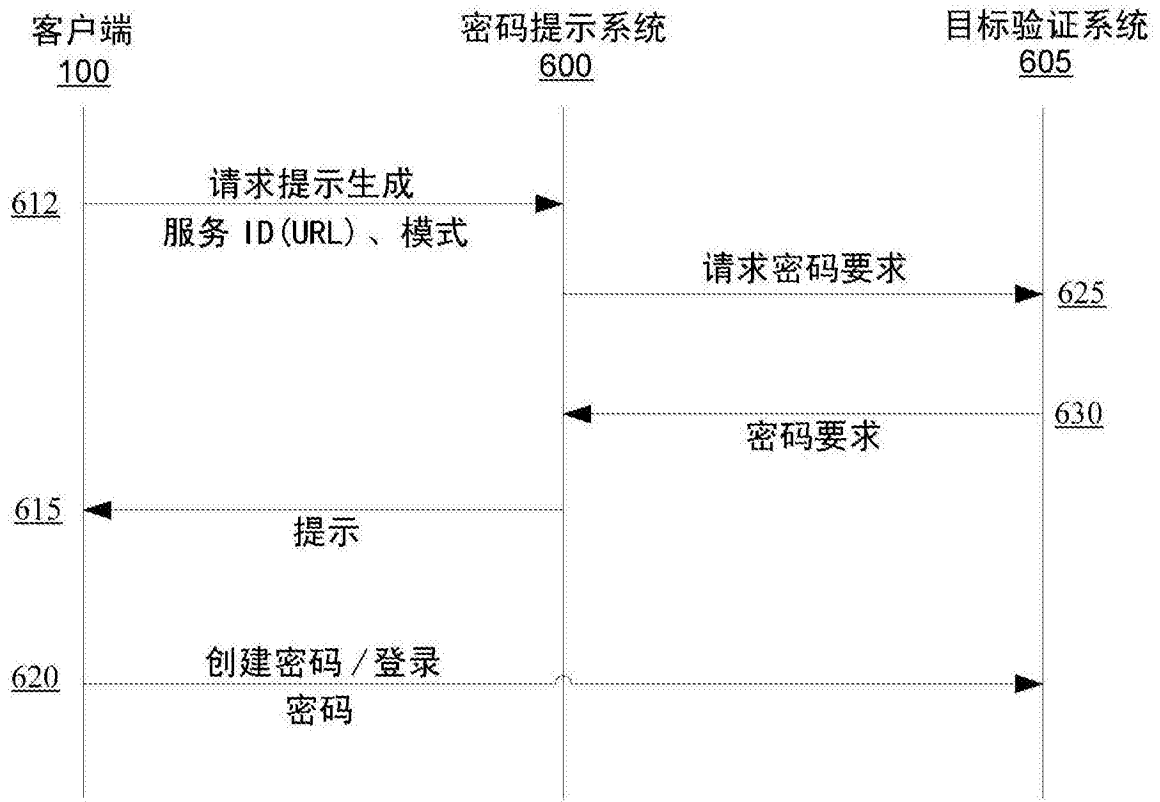 客户端
100
密码提示系统
600
目标验证系统
605
612
请求提示生成
服务 ID(URL)、模式
请求密码要求
625
630
密码要求
615
提示
620
创建密码/登录
密码